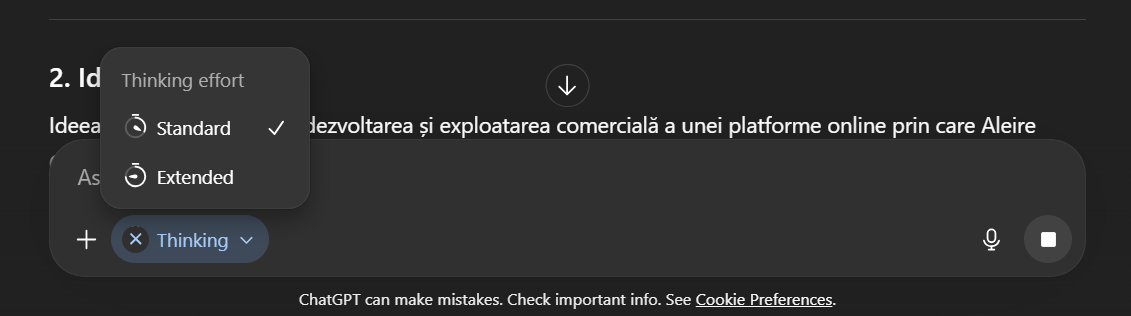 2. Id
Thinking effort
Standard
Extended
Ideea dezvoltarea și exploatarea comercială a unei platforme online prin care Aleire
As
Thinking
ChatGPT can make mistakes. Check important info. See Cookie Preferences.